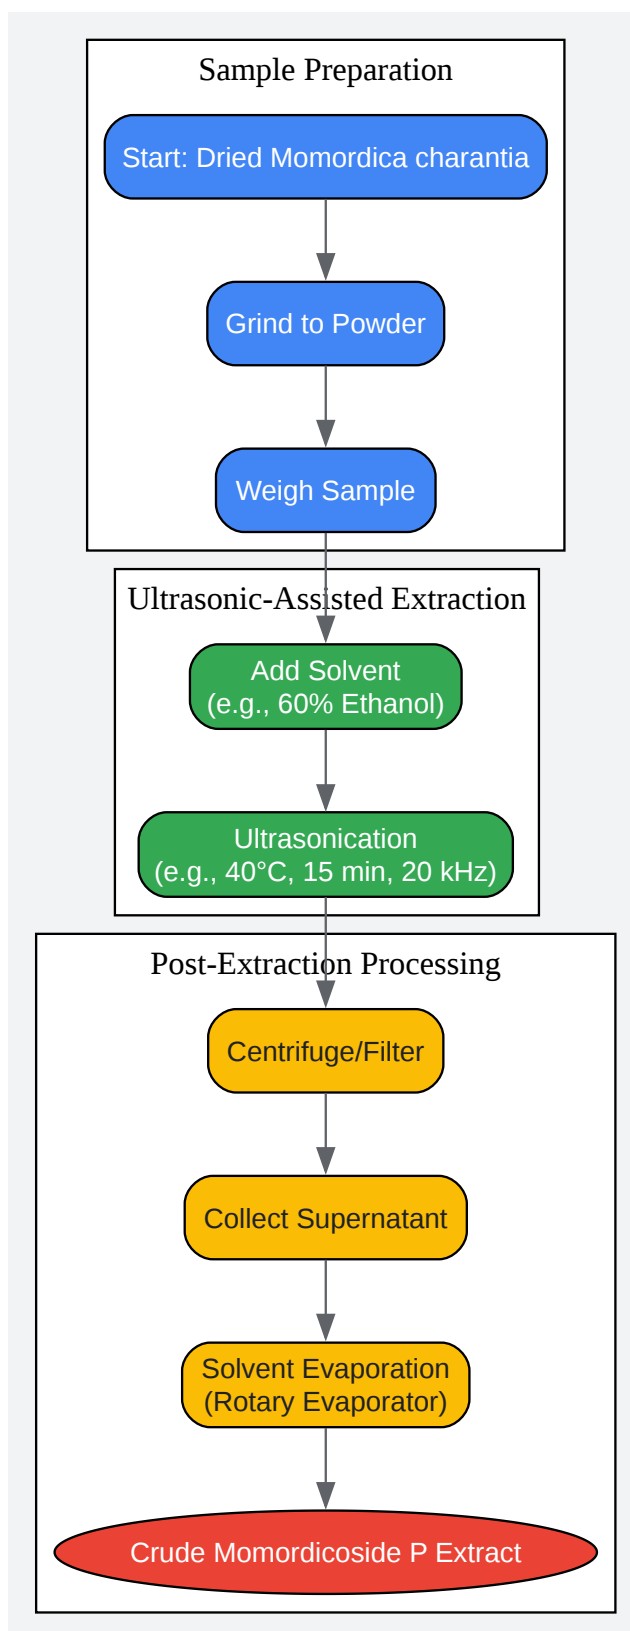 Sample Preparation
Start: Dried Momordica charantia
Grind to Powder
Weigh Sample
Ultrasonic-Assisted Extraction
Add Solvent
(e.g., 60% Ethanol)
Ultrasonication
(e.g., 40°C, 15 min, 20 kHz)
Post-Extraction Processing
Centrifuge/Filter
Collect Supernatant
Solvent Evaporation
(Rotary Evaporator)
Crude Momordicoside P Extract